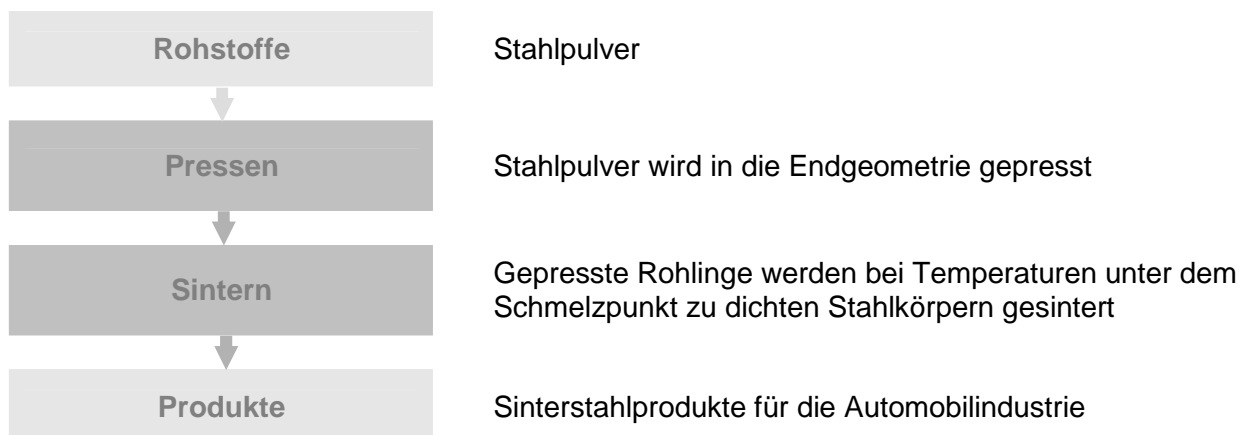 Rohstoffe
Stahlpulver
Pressen
Stahlpulver wird in die Endgeometrie gepresst
Sintern
Gepresste Rohlinge werden bei Temperaturen unter dem
Schmelzpunkt zu dichten Stahlkörpern gesintert
Produkte
Sinterstahlprodukte für die Automobilindustrie